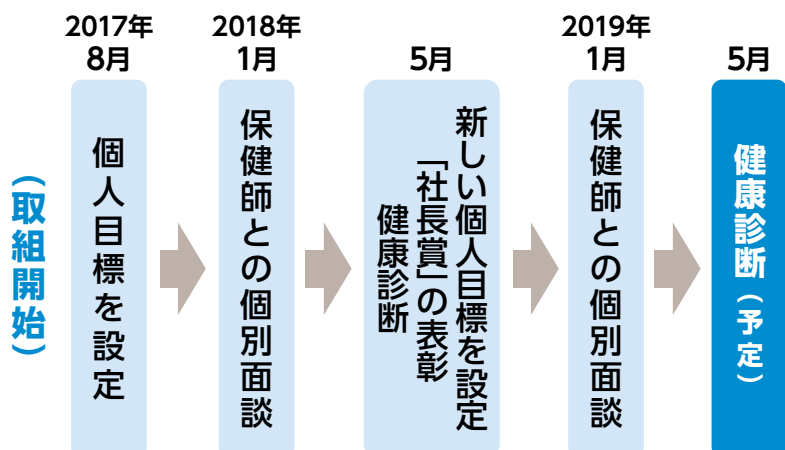 (取組開始)
2017年
8月
個人目標を設定
2018年
1月
保健師との個別面談
5月
新しい個人目標を設定
「社長賞」の表彰
健康診断
2019年
1月
保健師との個別面談
5月
健康診断(予定)